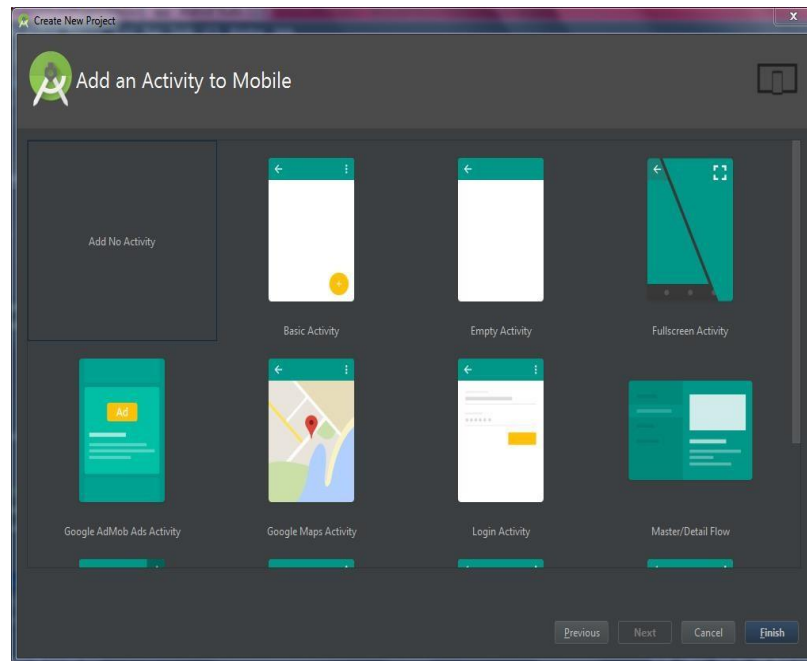 Create New Project
x
Add an Activity to Mobile
Add No Activity
Basic Activity
Empty Activity
Fullscreen Activity
Ad
Google AdMob Ads Activity
Google Maps Activity
Login Activity
Master/Detail Flow
Previous
Next
Cancel
Finish